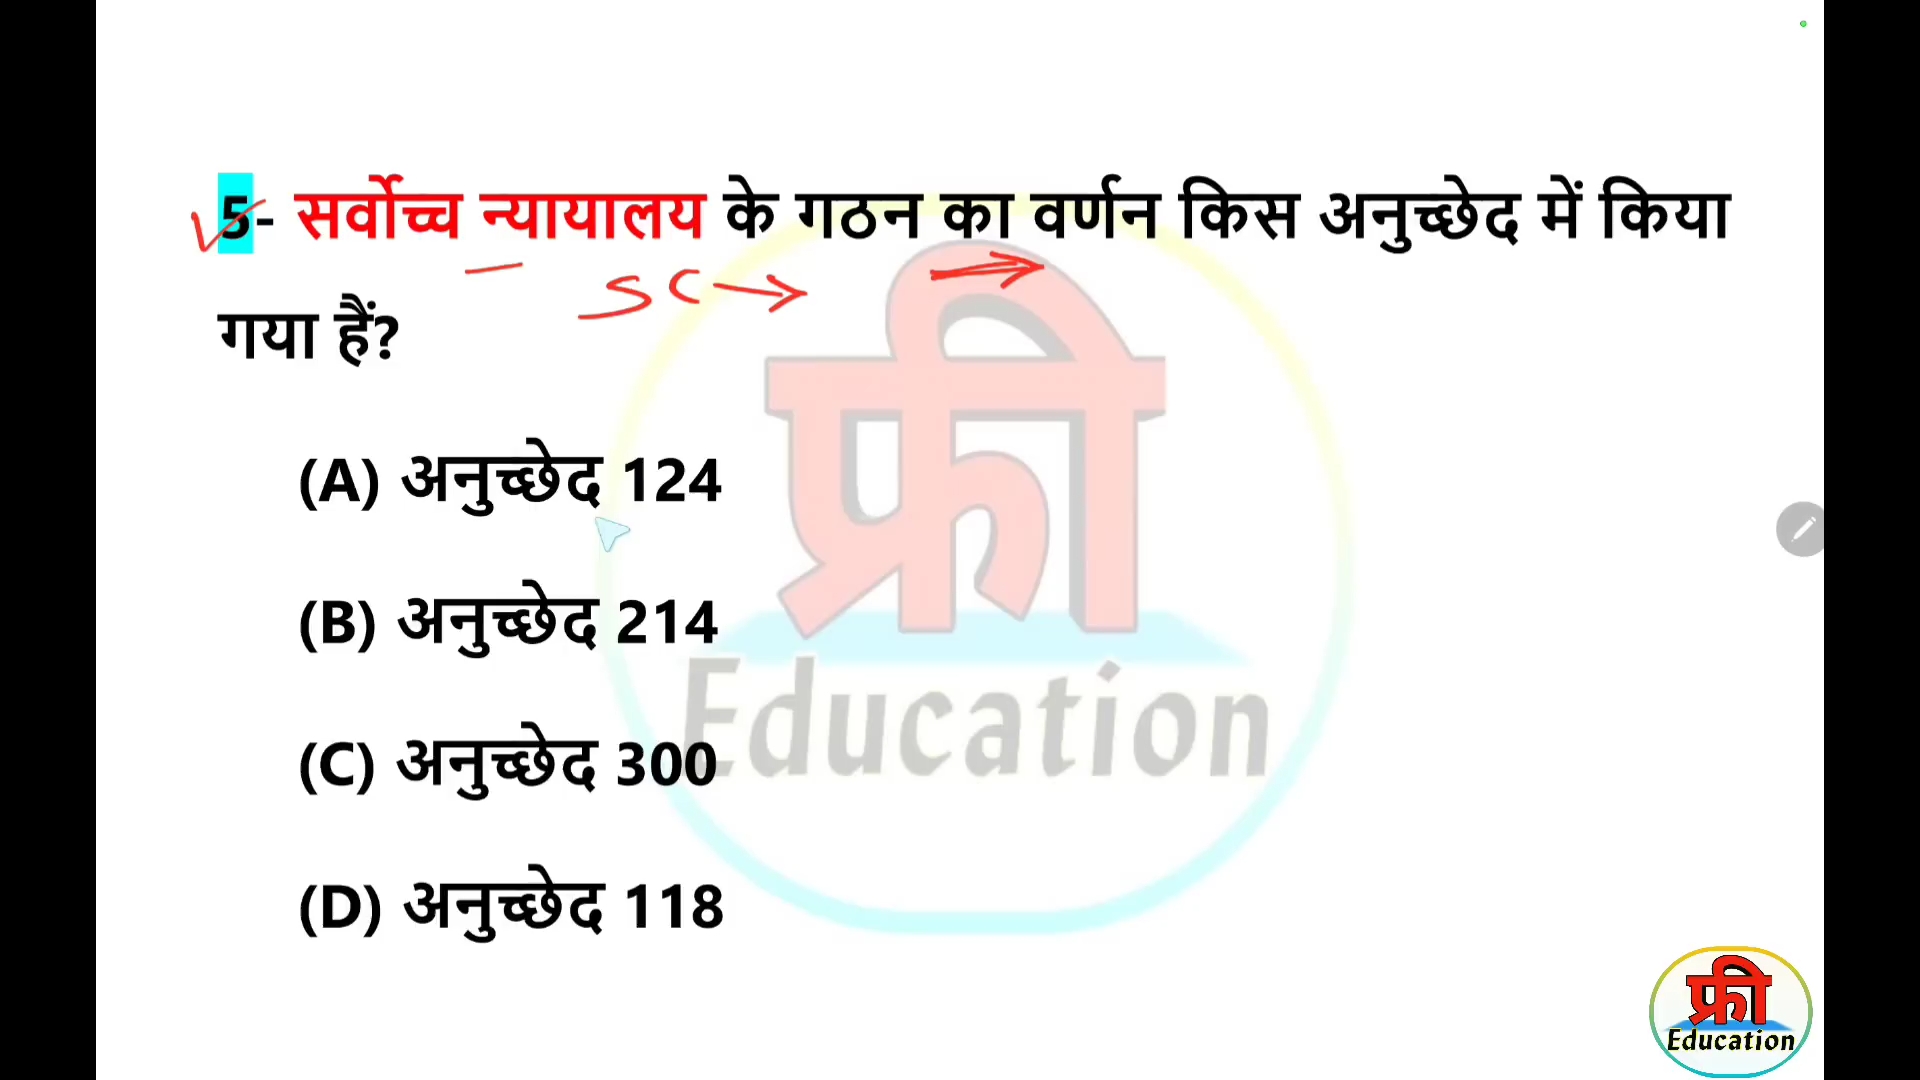 5- सर्वोच्च न्यायालय के गठन का वर्णन किस अनुच्छेद में किया
SC
गया हैं?
(A) अनुच्छेद 124
(B) अनुच्छेद 214
(C) अनुच्छेद 300
(D) अनुच्छेद 118
फ्री
Education
फ्री
Education